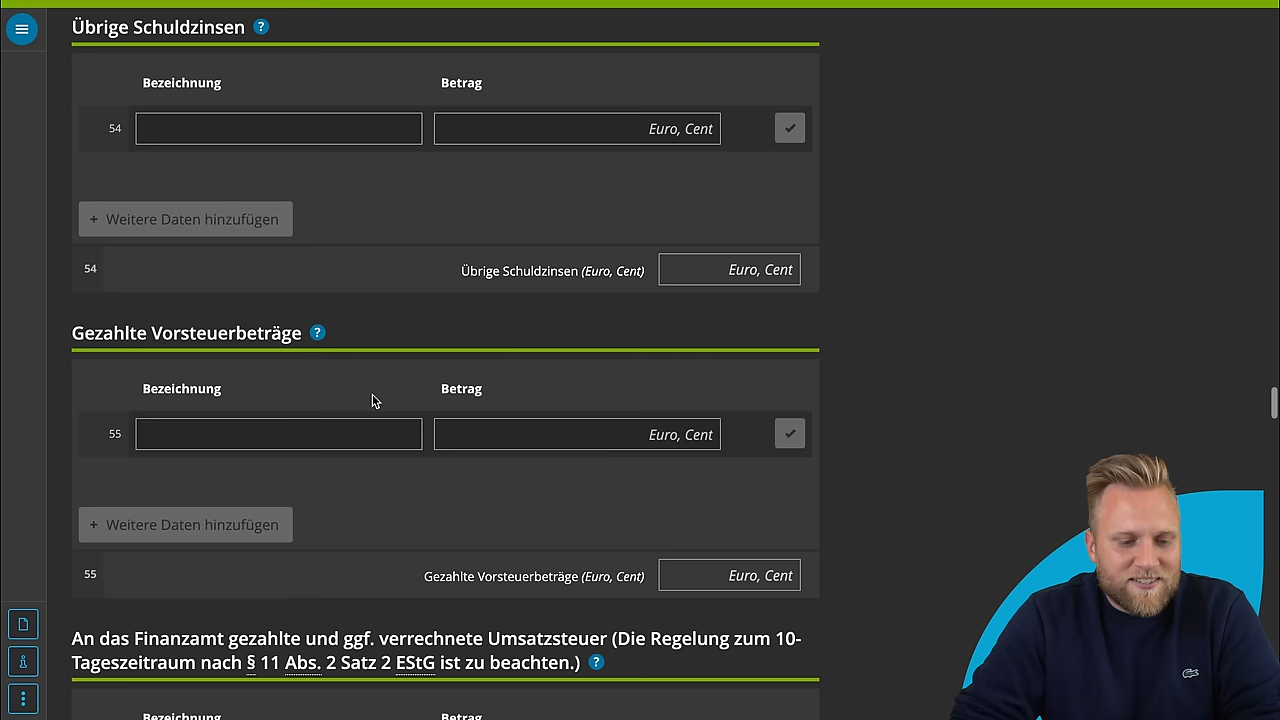 Übrige Schuldzinsen ?
Bezeichnung Betrag
54 Euro, Cent
+ Weitere Daten hinzufügen
54 Übrige Schuldzinsen (Euro, Cent) Euro, Cent
Gezahlte Vorsteuerbeträge ?
Bezeichnung Betrag
55 Euro, Cent
+ Weitere Daten hinzufügen
55 Gezahlte Vorsteuerbeträge (Euro, Cent) Euro, Cent
An das Finanzamt gezahlte und ggf. verrechnete Umsatzsteuer (Die Regelung zum 10-
Tageszeitraum nach § 11 Abs. 2 Satz 2 EStG ist zu beachten.) ?
Bezeichnung Betrag